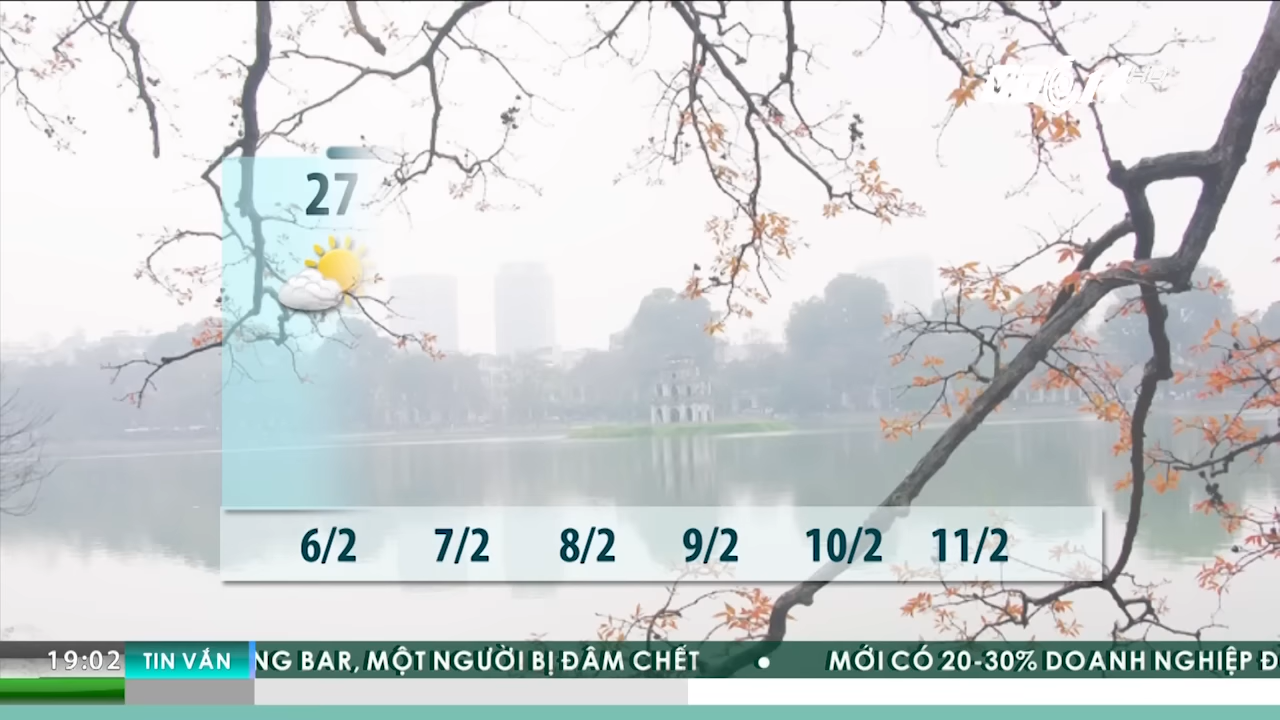 27
6/2 7/2 8/2 9/2 10/2 11/2
19:02 TIN VẮN NG BAR, MỘT NGƯỜI BỊ ĐÂM CHẾT • MỚI CÓ 20-30% DOANH NGHIỆP Đ